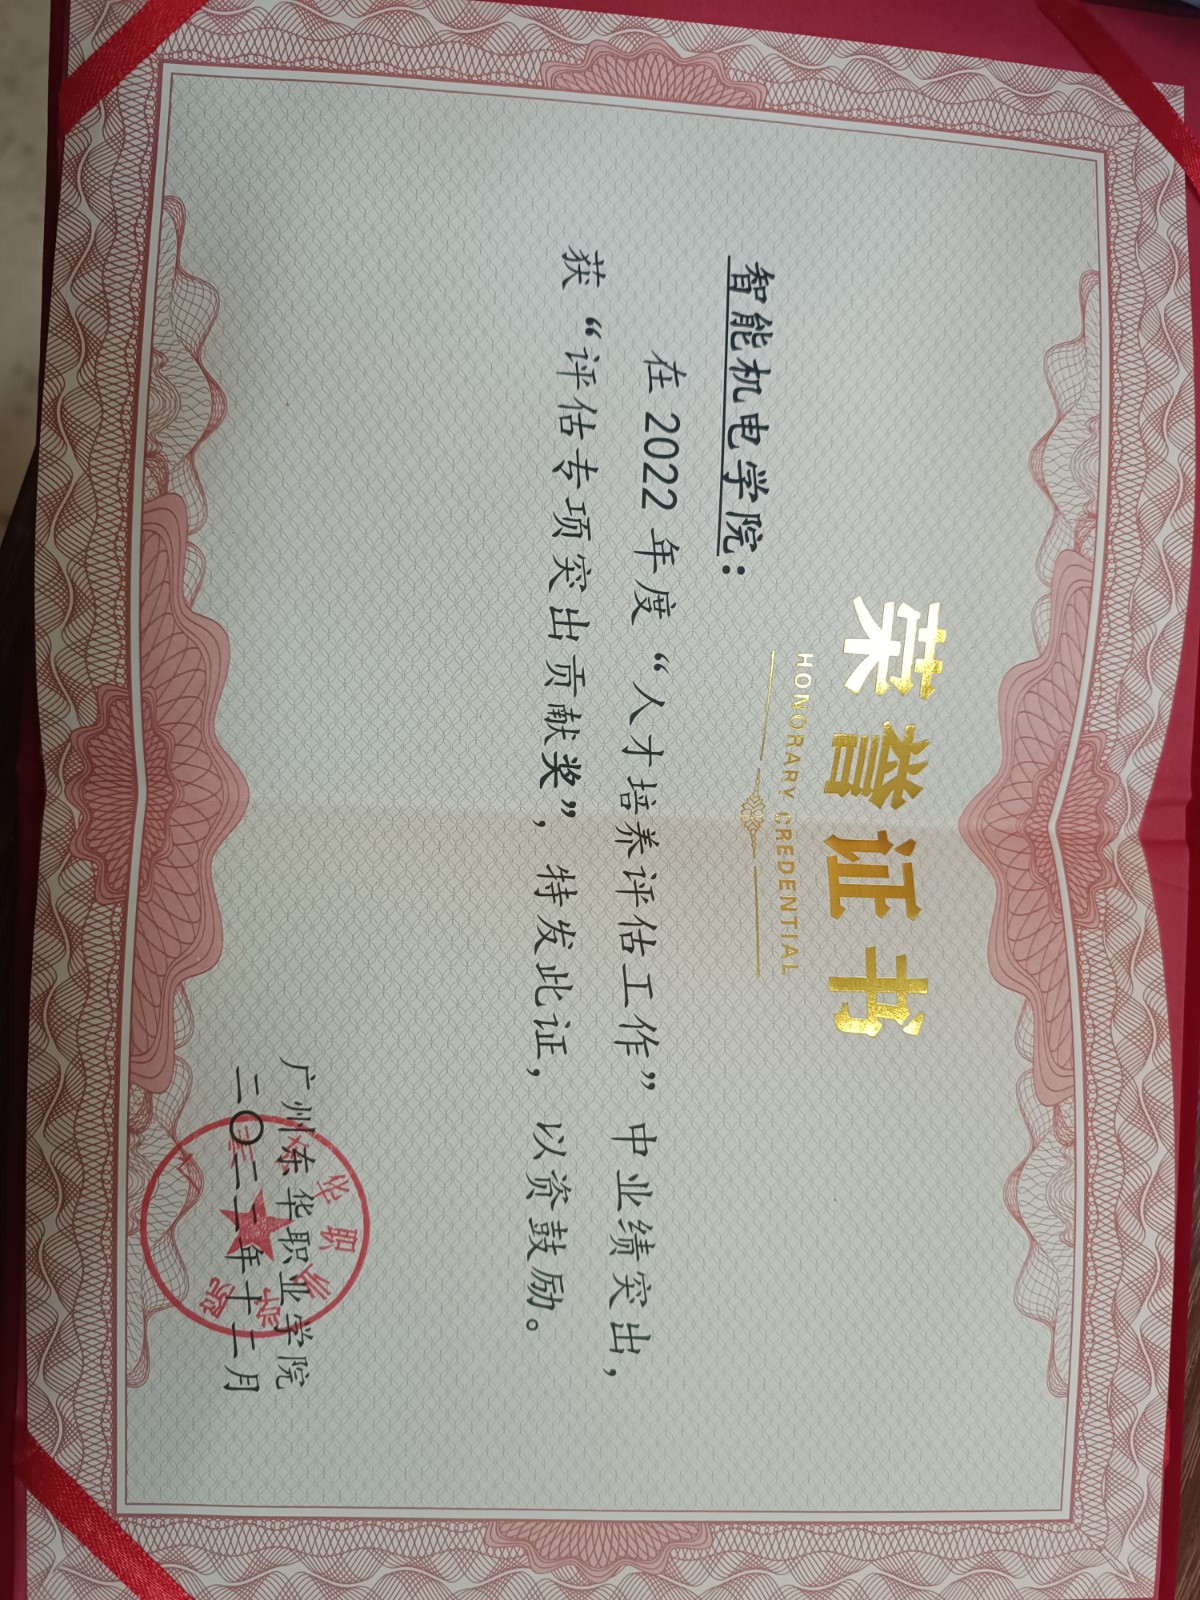 荣誉证书
HONORARY CREDENTIAL
智能机电学院：
在2022年度“人才培养评估工作”中业绩突出，
获“评估专项突出贡献奖”，特发此证，以资鼓励。
广州东华职业学院
二〇二二年十二月